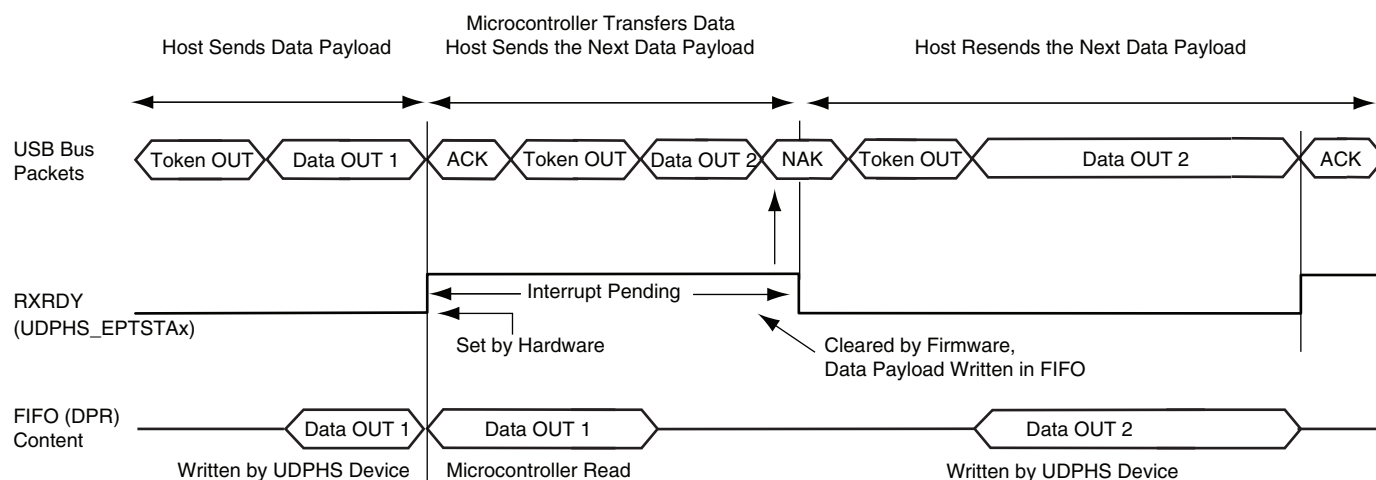 Host Sends Data Payload
Microcontroller Transfers Data
Host Sends the Next Data Payload
Host Resends the Next Data Payload
USB Bus
Packets
Token OUT
Data OUT 1
ACK
Token OUT
Data OUT 2
NAK
Token OUT
Data OUT 2
ACK
RXRDY
(UDPHS_EPTSTAx)
Interrupt Pending
Set by Hardware
Cleared by Firmware,
Data Payload Written in FIFO
FIFO (DPR)
Content
Data OUT 1
Data OUT 1
Data OUT 2
Written by UDPHS Device
Microcontroller Read
Written by UDPHS Device